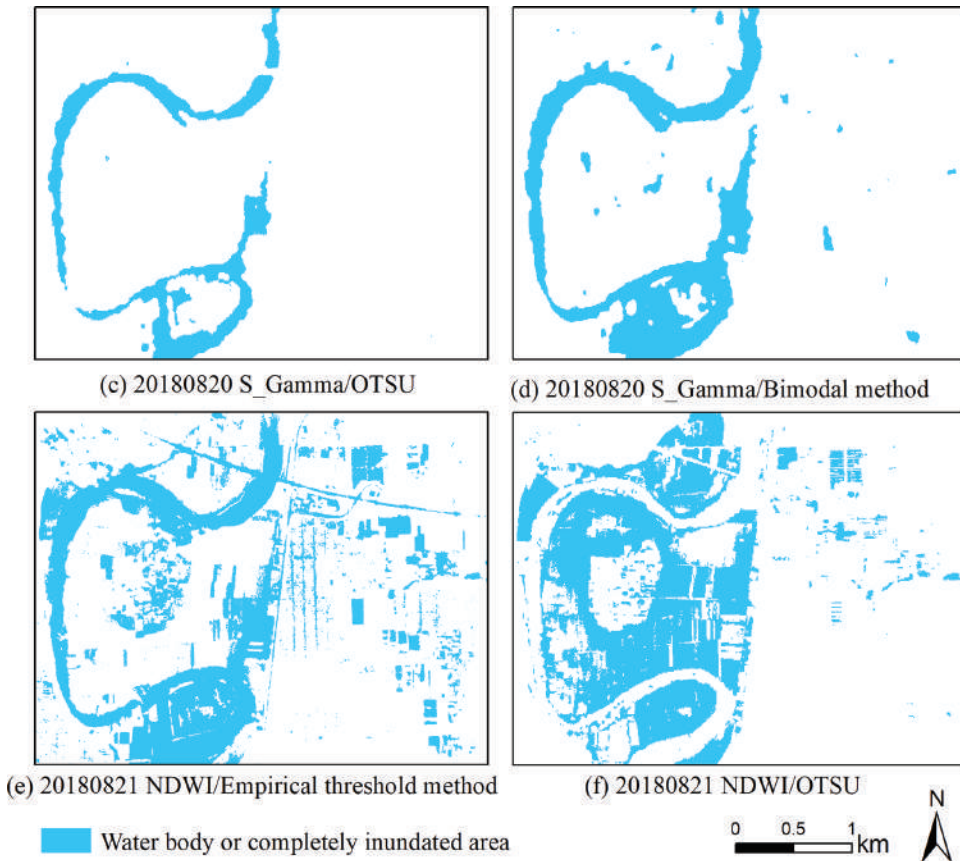 (c) 20180820 S_Gamma/OTSU
(d) 20180820 S_Gamma/Bimodal method
(e) 20180821 NDWI/Empirical threshold method
(f) 20180821 NDWI/OTSU
Water body or completely inundated area
0 0.5 1
km
N